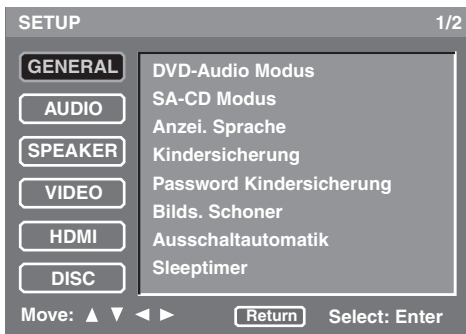 SETUP 1/2
GENERAL
AUDIO
SPEAKER
VIDEO
HDMI
DISC
DVD-Audio Modus
SA-CD Modus
Anzei. Sprache
Kindersicherung
Password Kindersicherung
Bilds. Schoner
Ausschaltautomatik
Sleeptimer
Move: ▲ ▼ ◄ ► Return Select: Enter